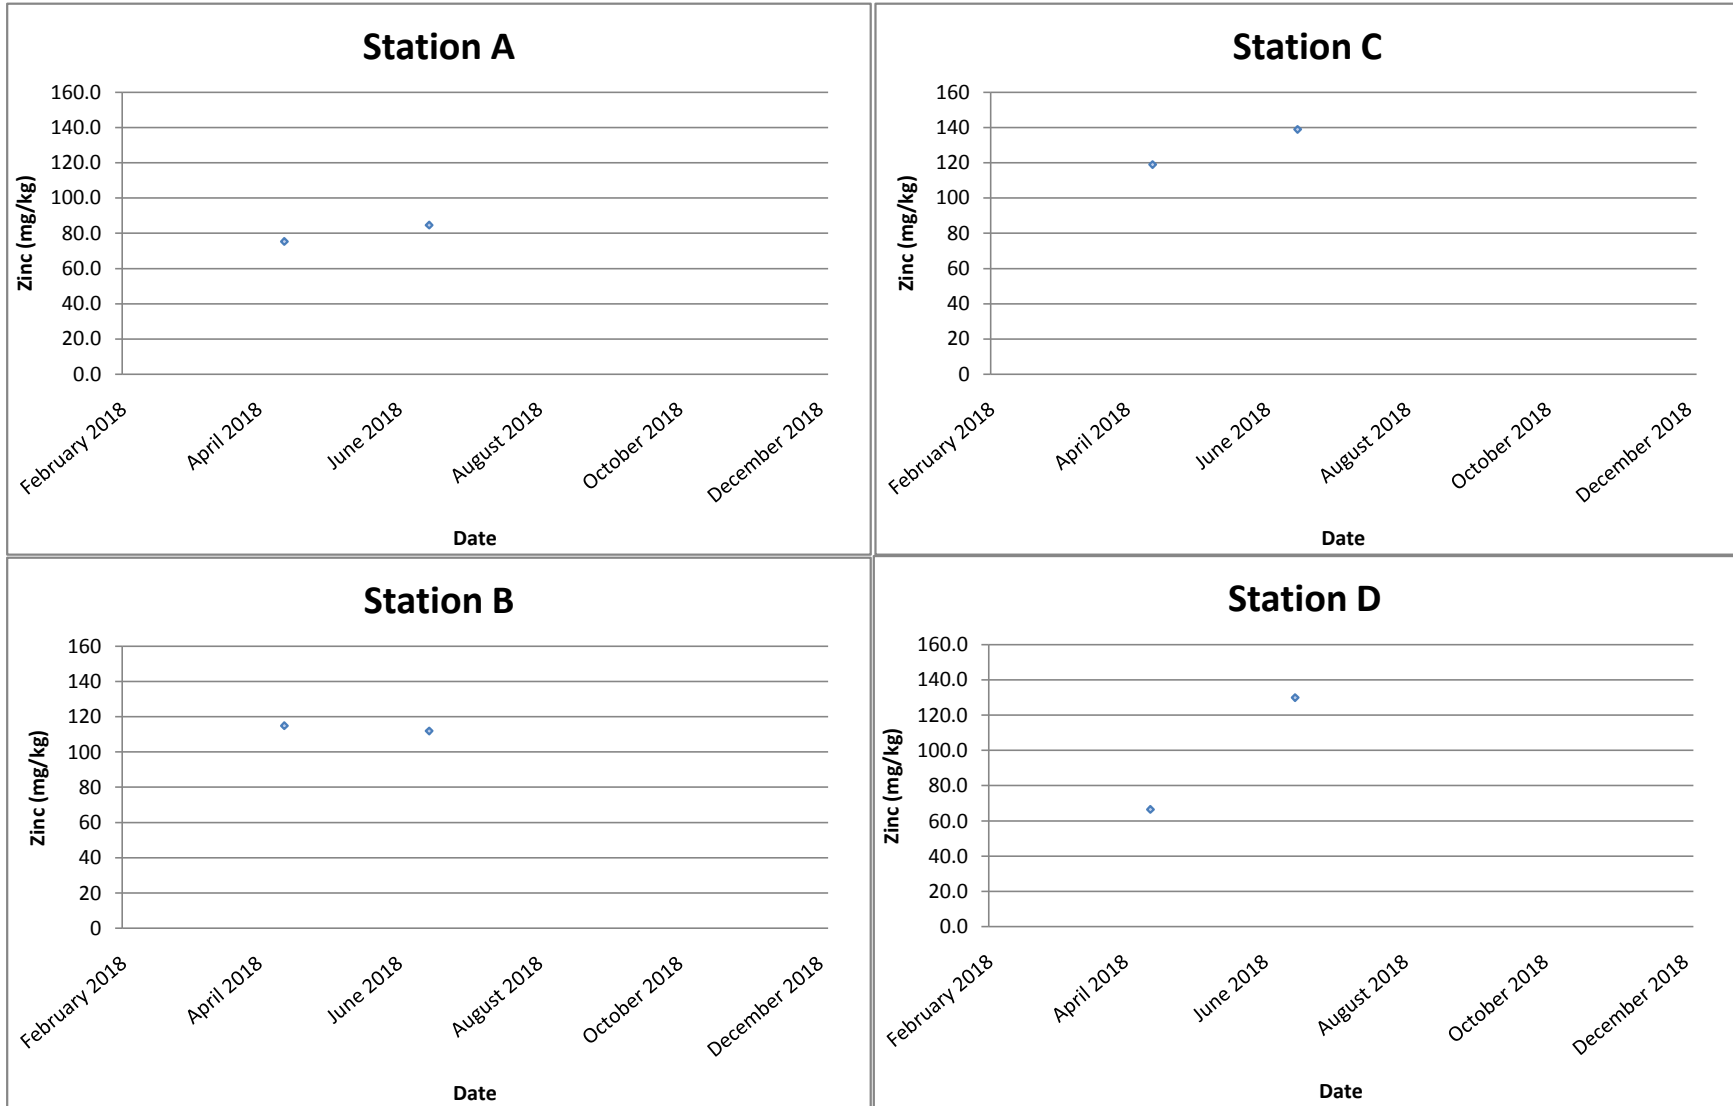 Station A
160.0
140.0
120.0
100.0
80.0
60.0
40.0
20.0
0.0
Zinc (mg/kg)
February 2018
April 2018
June 2018
August 2018
October 2018
December 2018
Date
Station C
160
140
120
100
80
60
40
20
0
Zinc (mg/kg)
February 2018
April 2018
June 2018
August 2018
October 2018
December 2018
Date
Station B
160
140
120
100
80
60
40
20
0
Zinc (mg/kg)
February 2018
April 2018
June 2018
August 2018
October 2018
December 2018
Date
Station D
160.0
140.0
120.0
100.0
80.0
60.0
40.0
20.0
0.0
Zinc (mg/kg)
February 2018
April 2018
June 2018
August 2018
October 2018
December 2018
Date